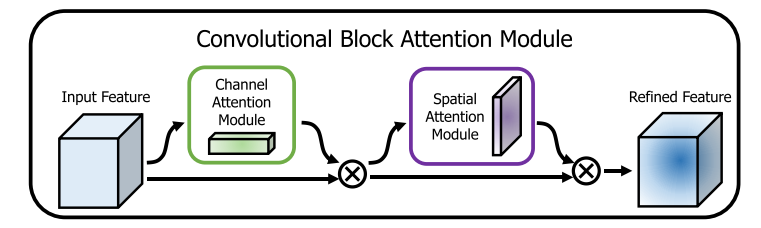 Convolutional Block Attention Module
Input Feature
Channel
Attention
Module
Spatial
Attention
Module
Refined Feature